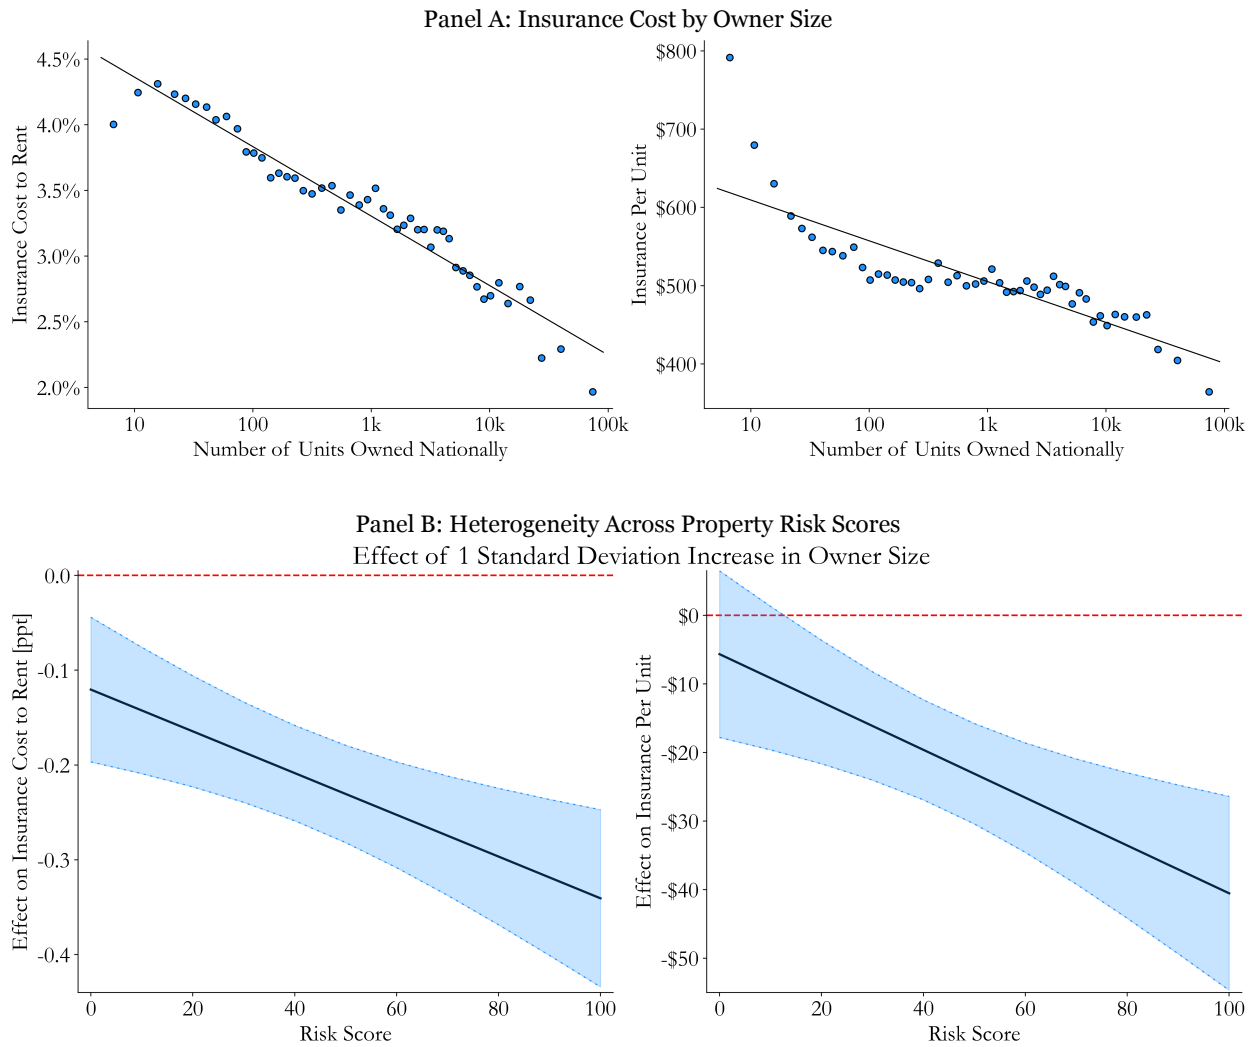 Panel A: Insurance Cost by Owner Size
Insurance Cost to Rent
4.5%
4.0%
3.5%
3.0%
2.5%
2.0%
10 100 1k 10k 100k
Number of Units Owned Nationally
Insurance Per Unit
$800
$700
$600
$500
$400
10 100 1k 10k 100k
Number of Units Owned Nationally
Panel B: Heterogeneity Across Property Risk Scores
Effect of 1 Standard Deviation Increase in Owner Size
Effect on Insurance Cost to Rent [ppt]
0.0
-0.1
-0.2
-0.3
-0.4
0 20 40 60 80 100
Risk Score
Effect on Insurance Per Unit
$0
-$10
-$20
-$30
-$40
-$50
0 20 40 60 80 100
Risk Score